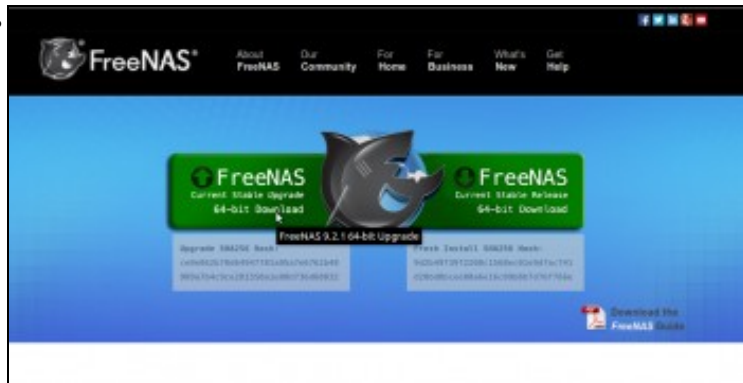 FreeNAS®
About FreeNAS
Our Community
For Home
For Business
What's New
Get Help
FreeNAS
Current Stable Upgrade
64-bit Download
FreeNAS
Current Stable Release
64-bit Download
FreeNAS 9.2.1 64-bit Upgrade
Upgrade SHA256 Hash:
Fresh Install SHA256 Hash:
Download the
FreeNAS Guide